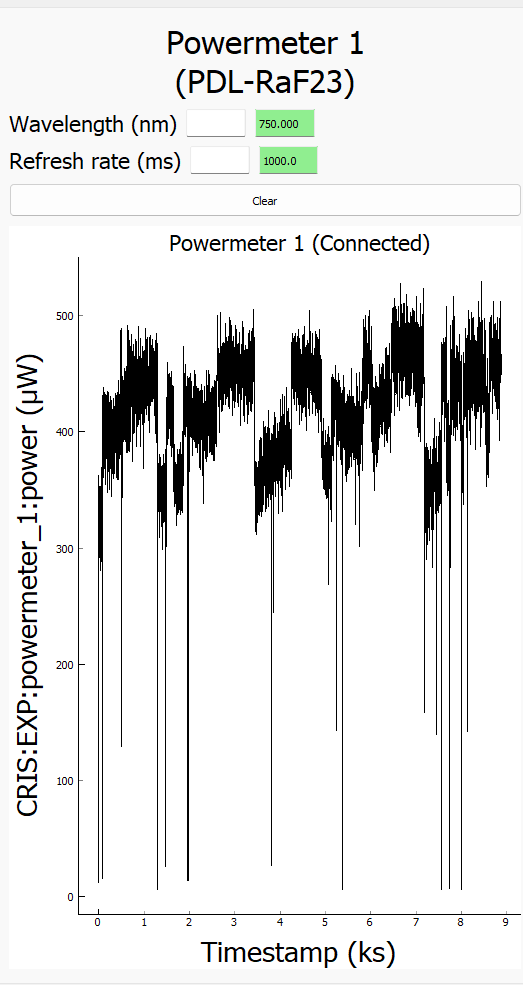 Powermeter 1
(PDL-RaF23)
Wavelength (nm) 750.000
Refresh rate (ms) 1000.0
Clear
Powermeter 1 (Connected)
CRIS:EXP:powermeter_1:power (µW)
500
400
300
200
100
0
0 1 2 3 4 5 6 7 8 9
Timestamp (ks)